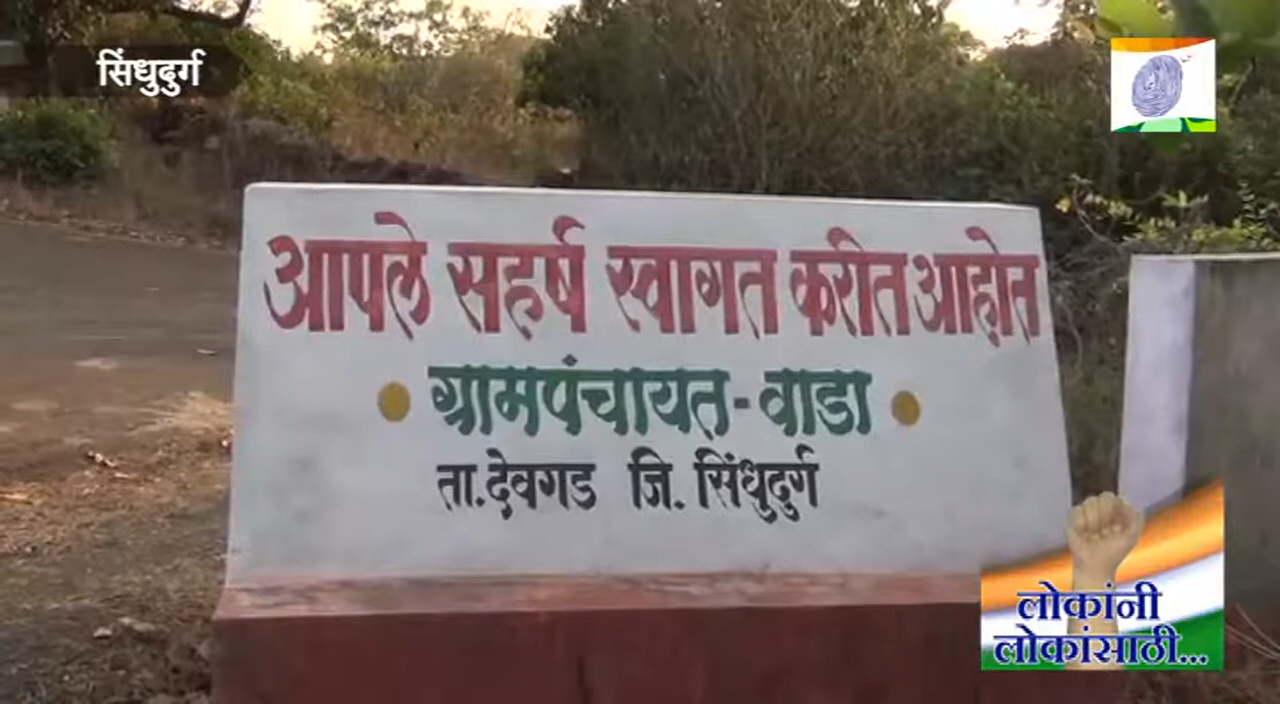 सिंधुदुर्ग
आपले सहर्ष स्वागत करीत आहोत
ग्रामपंचायत-वाडा
ता.देवगड जि. सिंधुदुर्ग
लोकांनी
लोकांसाठी...